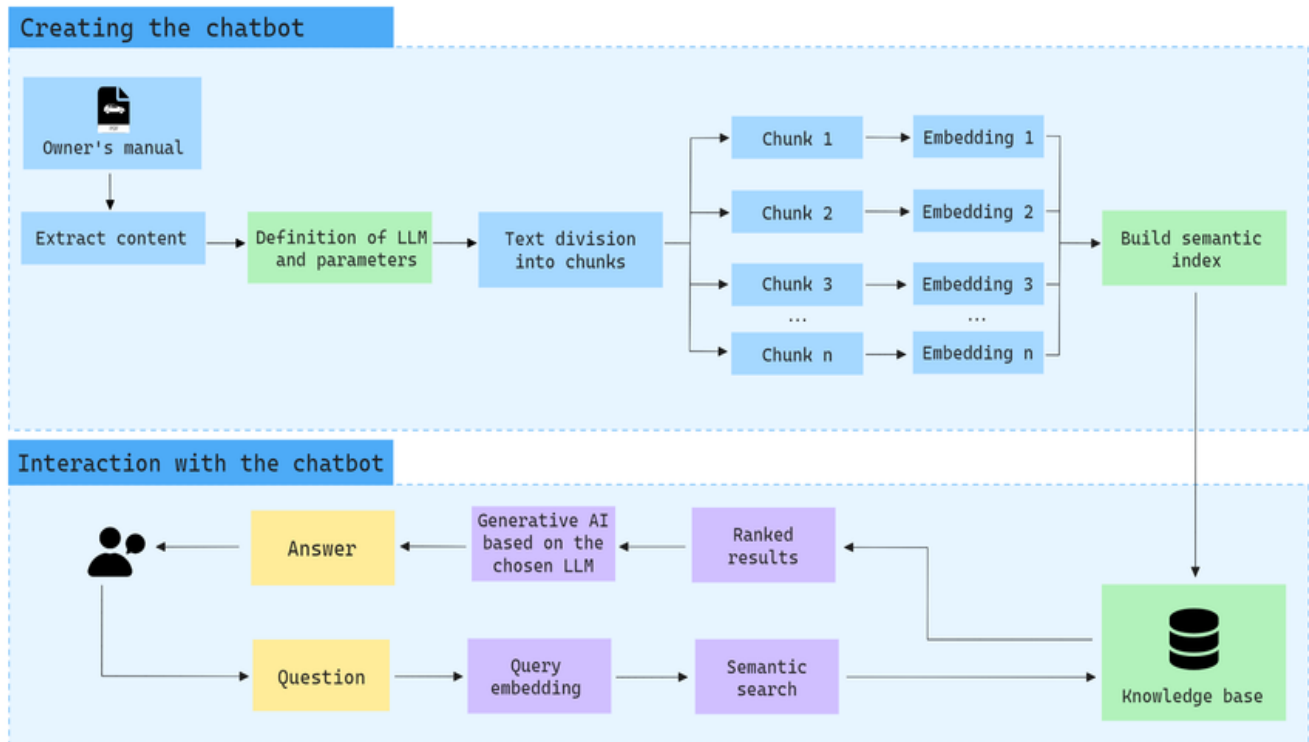 Creating the chatbot
Owner's manual
Extract content
Definition of LLM
and parameters
Text division
into chunks
Chunk 1
Embedding 1
Chunk 2
Embedding 2
Chunk 3
Embedding 3
...
...
Chunk n
Embedding n
Build semantic
index
Interaction with the chatbot
Answer
Generative AI
based on the
chosen LLM
Ranked
results
Question
Query
embedding
Semantic
search
Knowledge base